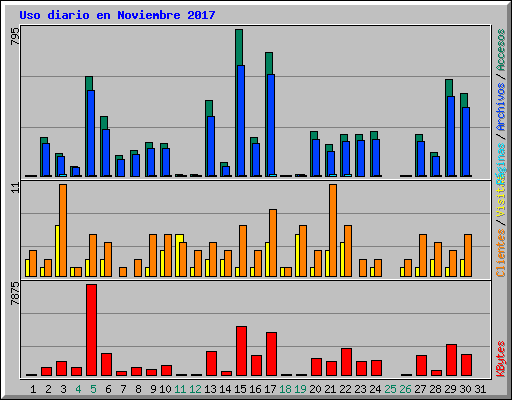 Uso diario en Noviembre 2017
795
11
7875
Clientes / Visitas
Páginas / Archivos / Accesos
KBytes
1 2 3 4 5 6 7 8 9 10 11 12 13 14 15 16 17 18 19 20 21 22 23 24 25 26 27 28 29 30 31